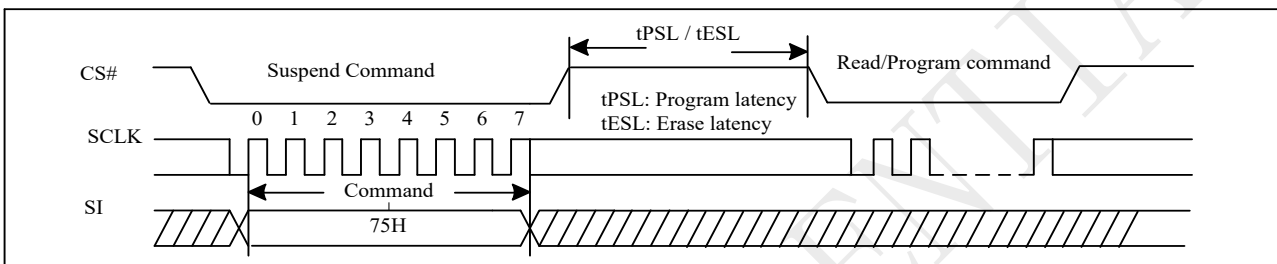 tPSL / tESL
CS#
Suspend Command
Read/Program command
tPSL: Program latency
tESL: Erase latency
0 1 2 3 4 5 6 7
SCLK
Command
SI
75H